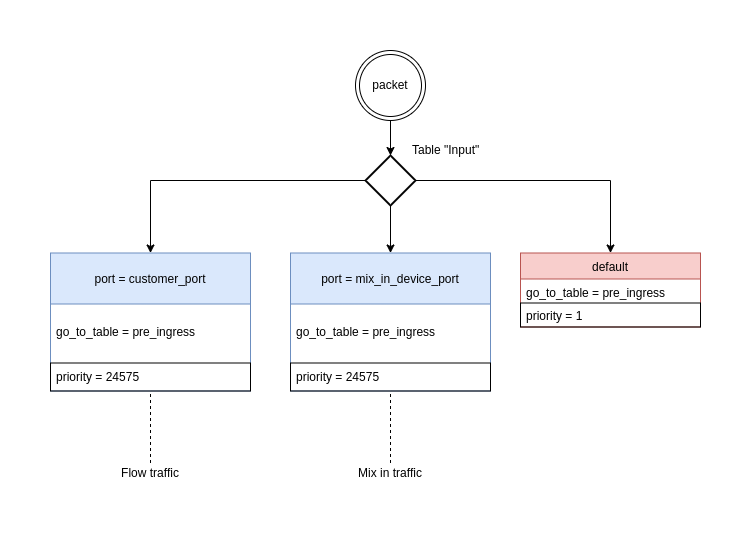 packet
Table "Input"
port = customer_port
port = mix_in_device_port
default
go_to_table = pre_ingress
go_to_table = pre_ingress
go_to_table = pre_ingress
priority = 1
priority = 24575
priority = 24575
Flow traffic
Mix in traffic